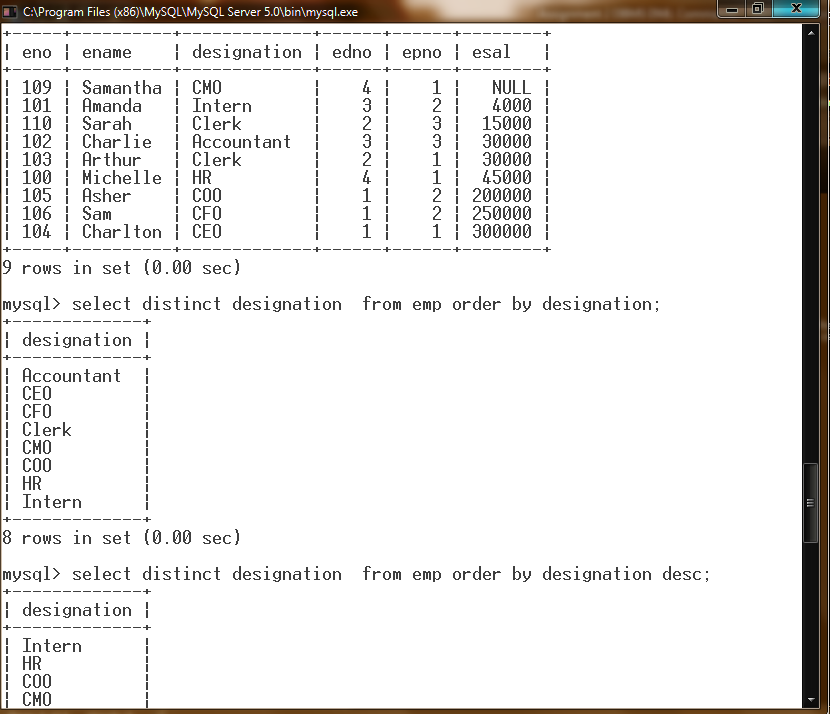 C:\Program Files (x86)\MySQL\MySQL Server 5.0\bin\mysql.exe
+-----+----------+-------------+------+------+--------+
| eno | ename    | designation | edno | epno | esal   |
+-----+----------+-------------+------+------+--------+
| 109 | Samantha | CMO         |    4 |    1 |   NULL |
| 101 | Amanda   | Intern      |    3 |    2 |   4000 |
| 110 | Sarah    | Clerk       |    2 |    3 |  15000 |
| 102 | Charlie  | Accountant  |    3 |    3 |  30000 |
| 103 | Arthur   | Clerk       |    2 |    1 |  30000 |
| 100 | Michelle | HR          |    4 |    1 |  45000 |
| 105 | Asher    | COO         |    1 |    2 | 200000 |
| 106 | Sam      | CFO         |    1 |    2 | 250000 |
| 104 | Charlton | CEO         |    1 |    1 | 300000 |
+-----+----------+-------------+------+------+--------+
9 rows in set (0.00 sec)
mysql> select distinct designation  from emp order by designation;
+-------------+
| designation |
+-------------+
| Accountant  |
| CEO         |
| CFO         |
| Clerk       |
| CMO         |
| COO         |
| HR          |
| Intern      |
+-------------+
8 rows in set (0.00 sec)
mysql> select distinct designation  from emp order by designation desc;
+-------------+
| designation |
+-------------+
| Intern      |
| HR          |
| COO         |
| CMO         |